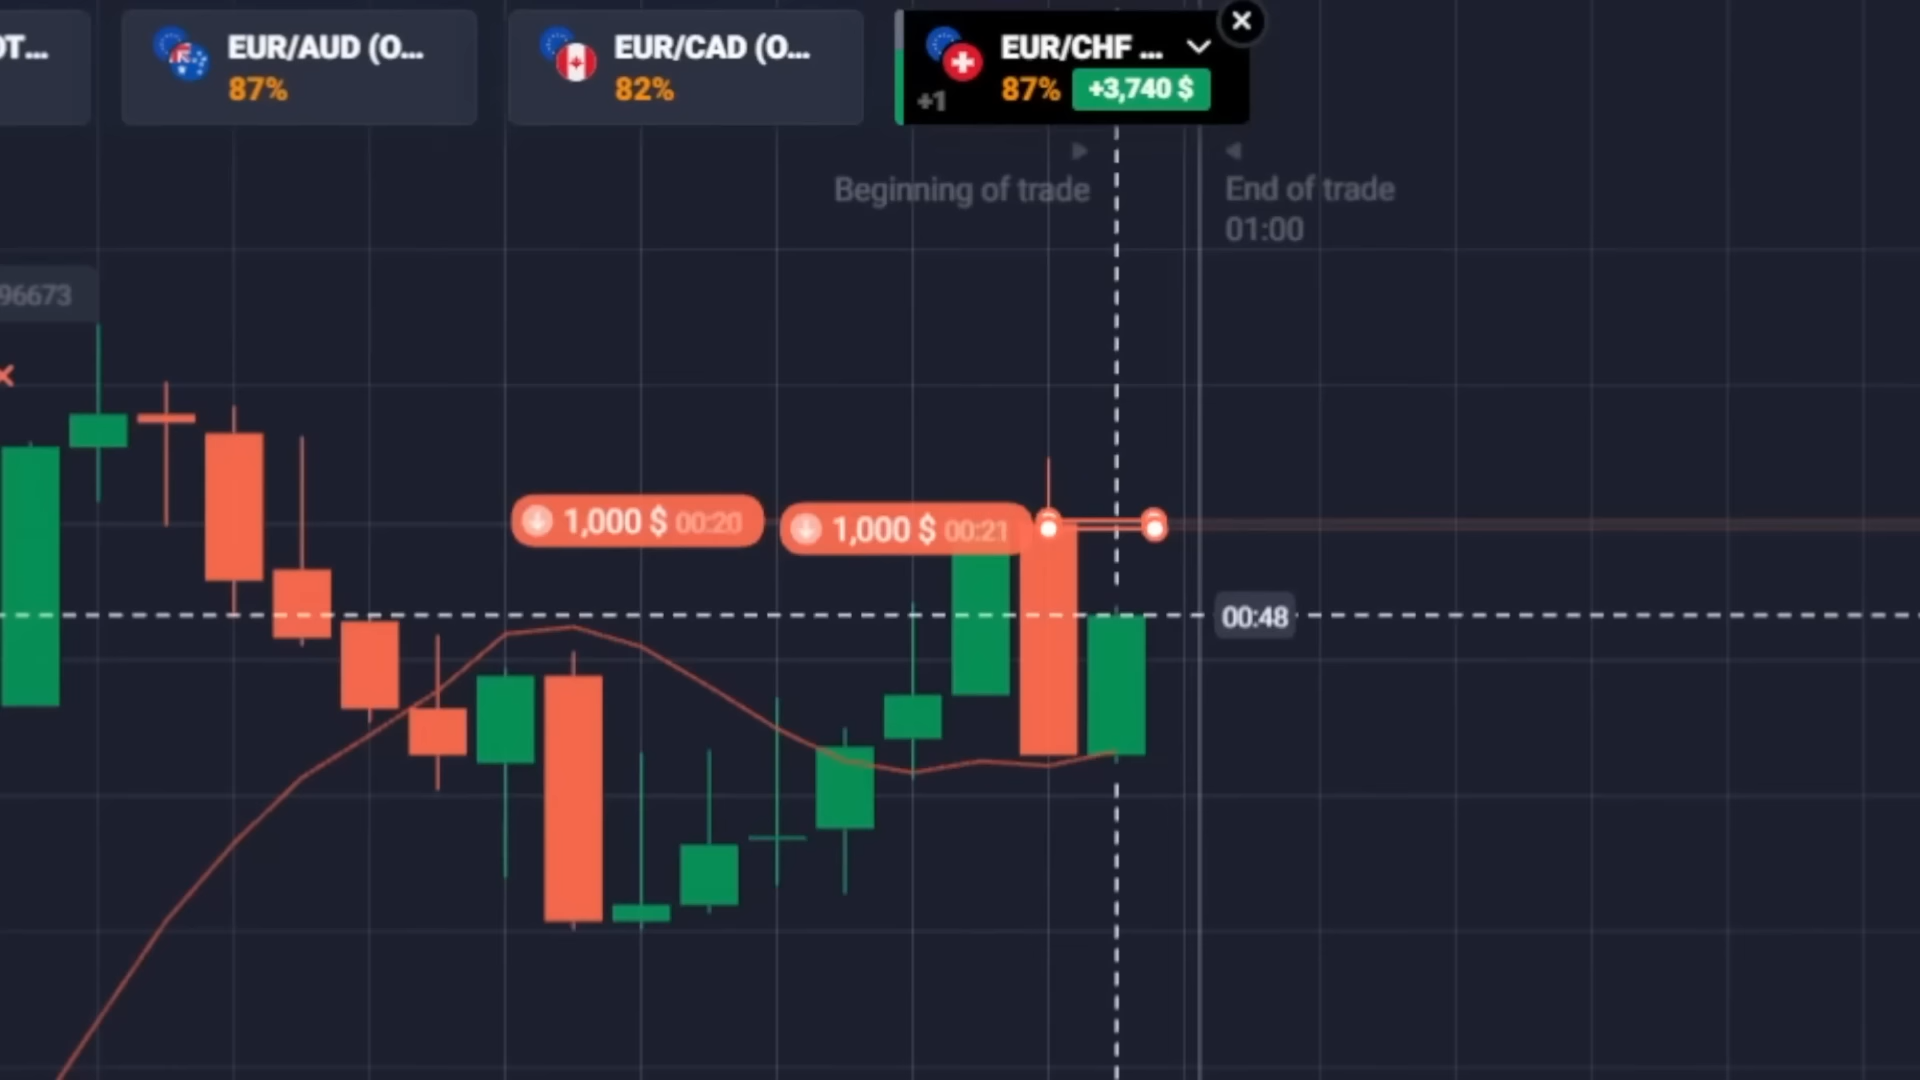 OT...
EUR/AUD (O...
87%
EUR/CAD (O...
82%
EUR/CHF ...
+1
87%
+3,740 $
Beginning of trade
End of trade
01:00
96673
1,000 $ 00:20
1,000 $ 00:21
00:48